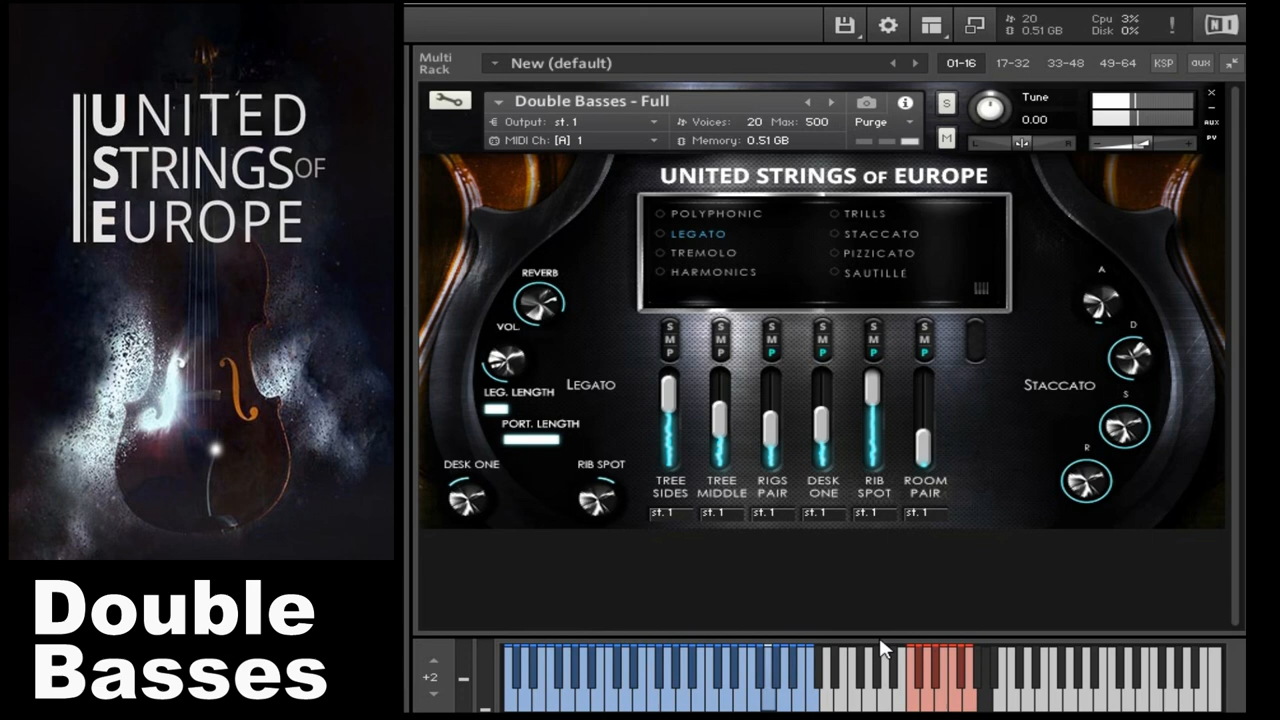 UNITED
STRINGS OF
EUROPE
Double
Basses
20
0.51 GB
Cpu 3%
Disk 0%
!
NI
Multi
Rack
New (default)
01-16 17-32 33-48 49-64 KSP aux
Double Basses - Full
Output: st. 1 Voices: 20 Max: 500 Purge
MIDI Ch: [A] 1 Memory: 0.51 GB
S
M
Tune
0.00
L R
AUX
PV
UNITED STRINGS OF EUROPE
POLYPHONIC TRILLS
LEGATO STACCATO
TREMOLO PIZZICATO
HARMONICS SAUTILLE
REVERB
VOL.
LEG. LENGTH
LEGATO
PORT. LENGTH
DESK ONE RIB SPOT
S S S S S S
M M M M M M
P P P P P P
TREE SIDES
TREE MIDDLE
RIGS PAIR
DESK ONE
RIB SPOT
ROOM PAIR
st. 1 st. 1 st. 1 st. 1 st. 1 st. 1
STACCATO
A
D
S
R
+2